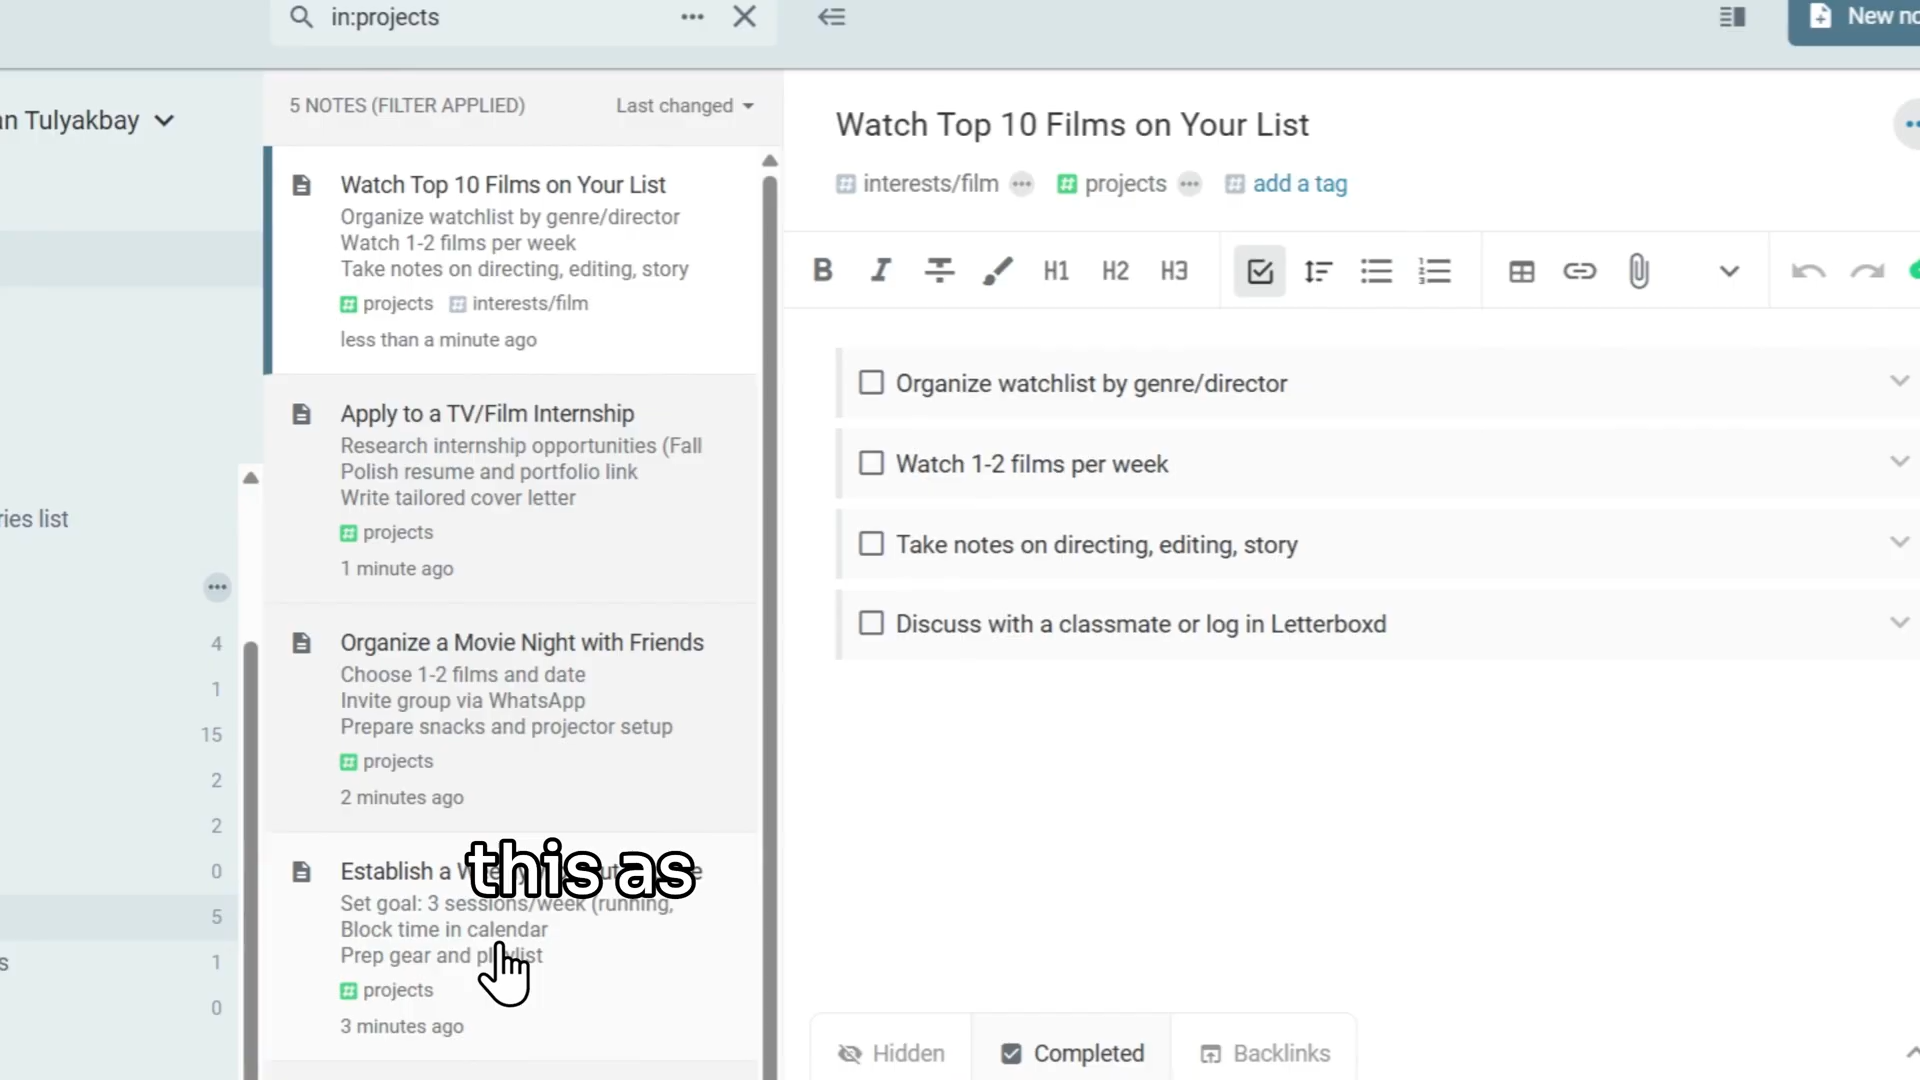 in:projects
New
an Tulyakbay
5 NOTES (FILTER APPLIED)
Last changed
Watch Top 10 Films on Your List
Organize watchlist by genre/director
Watch 1-2 films per week
Take notes on directing, editing, story
projects interests/film
less than a minute ago
Apply to a TV/Film Internship
Research internship opportunities (Fall
Polish resume and portfolio link
Write tailored cover letter
projects
1 minute ago
Organize a Movie Night with Friends
Choose 1-2 films and date
Invite group via WhatsApp
Prepare snacks and projector setup
projects
2 minutes ago
Establish a
this as
Set goal: 3 sessions/week (running,
Block time in calendar
Prep gear and playlist
projects
3 minutes ago
ries list
4
1
15
2
2
0
5
s 1
0
Watch Top 10 Films on Your List
interests/film projects add a tag
B I H1 H2 H3
Organize watchlist by genre/director
Watch 1-2 films per week
Take notes on directing, editing, story
Discuss with a classmate or log in Letterboxd
Hidden Completed Backlinks